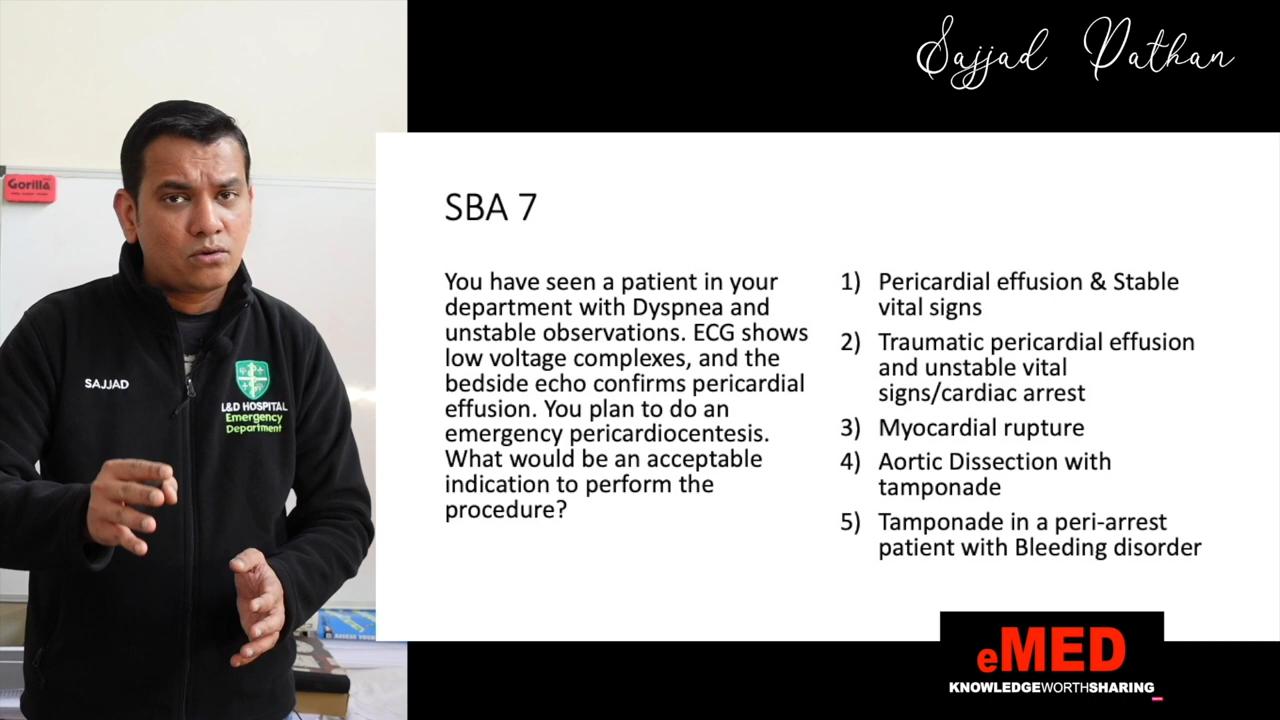 Sajjad Pathan
Gorilla
SAJJAD
L&D HOSPITAL
Emergency
Department
SBA 7
You have seen a patient in your
department with Dyspnea and
unstable observations. ECG shows
low voltage complexes, and the
bedside echo confirms pericardial
effusion. You plan to do an
emergency pericardiocentesis.
What would be an acceptable
indication to perform the
procedure?
1) Pericardial effusion & Stable
vital signs
2) Traumatic pericardial effusion
and unstable vital
signs/cardiac arrest
3) Myocardial rupture
4) Aortic Dissection with
tamponade
5) Tamponade in a peri-arrest
patient with Bleeding disorder
eMED
KNOWLEDGEWORTHSHARING